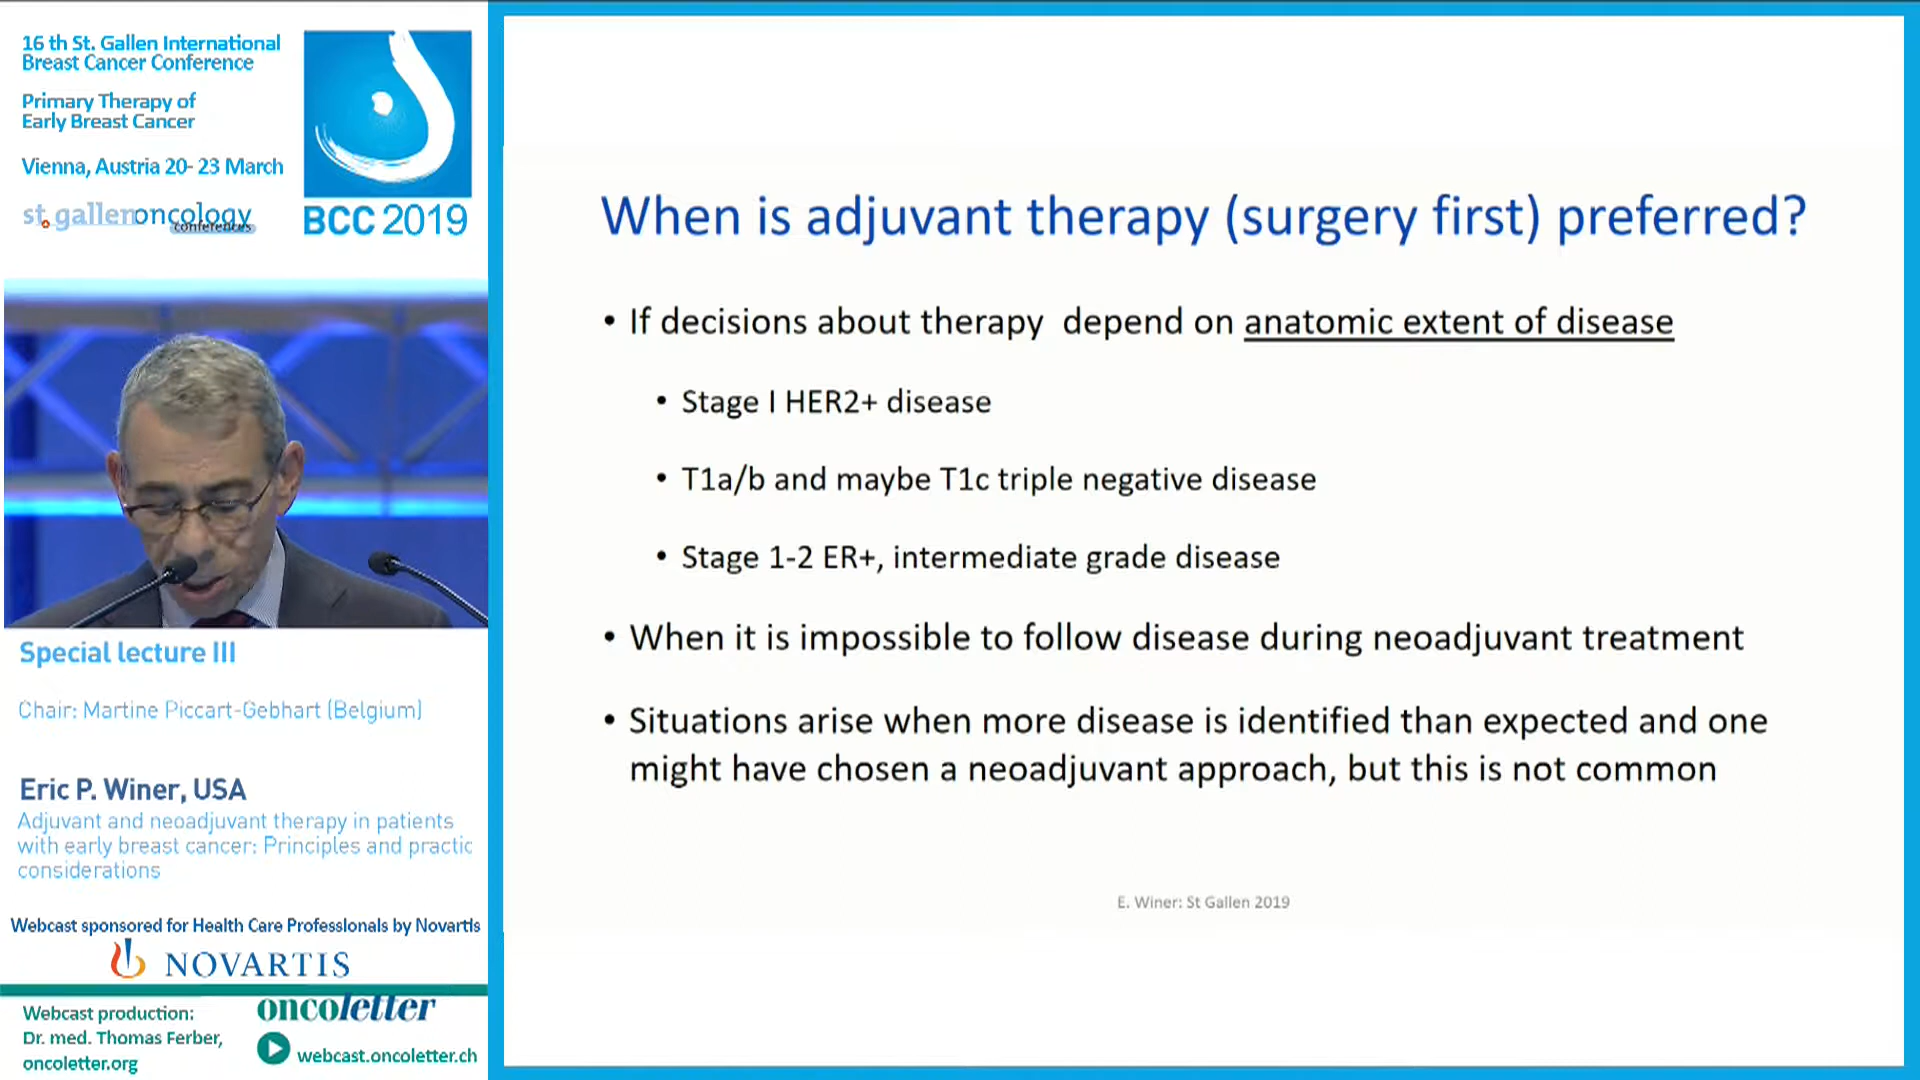 16 th St. Gallen International
Breast Cancer Conference
Primary Therapy of
Early Breast Cancer
Vienna, Austria 20- 23 March
st.gallenoncology
conferences
BCC 2019
Special lecture III
Chair: Martine Piccart-Gebhart (Belgium)
Eric P. Winer, USA
Adjuvant and neoadjuvant therapy in patients
with early breast cancer: Principles and practic
considerations
Webcast sponsored for Health Care Professionals by Novartis
NOVARTIS
Webcast production:
Dr. med. Thomas Ferber,
oncoletter.org
oncoletter
webcast.oncoletter.ch
When is adjuvant therapy (surgery first) preferred?
• If decisions about therapy depend on anatomic extent of disease
• Stage I HER2+ disease
• T1a/b and maybe T1c triple negative disease
• Stage 1-2 ER+, intermediate grade disease
• When it is impossible to follow disease during neoadjuvant treatment
• Situations arise when more disease is identified than expected and one
might have chosen a neoadjuvant approach, but this is not common
E. Winer: St Gallen 2019